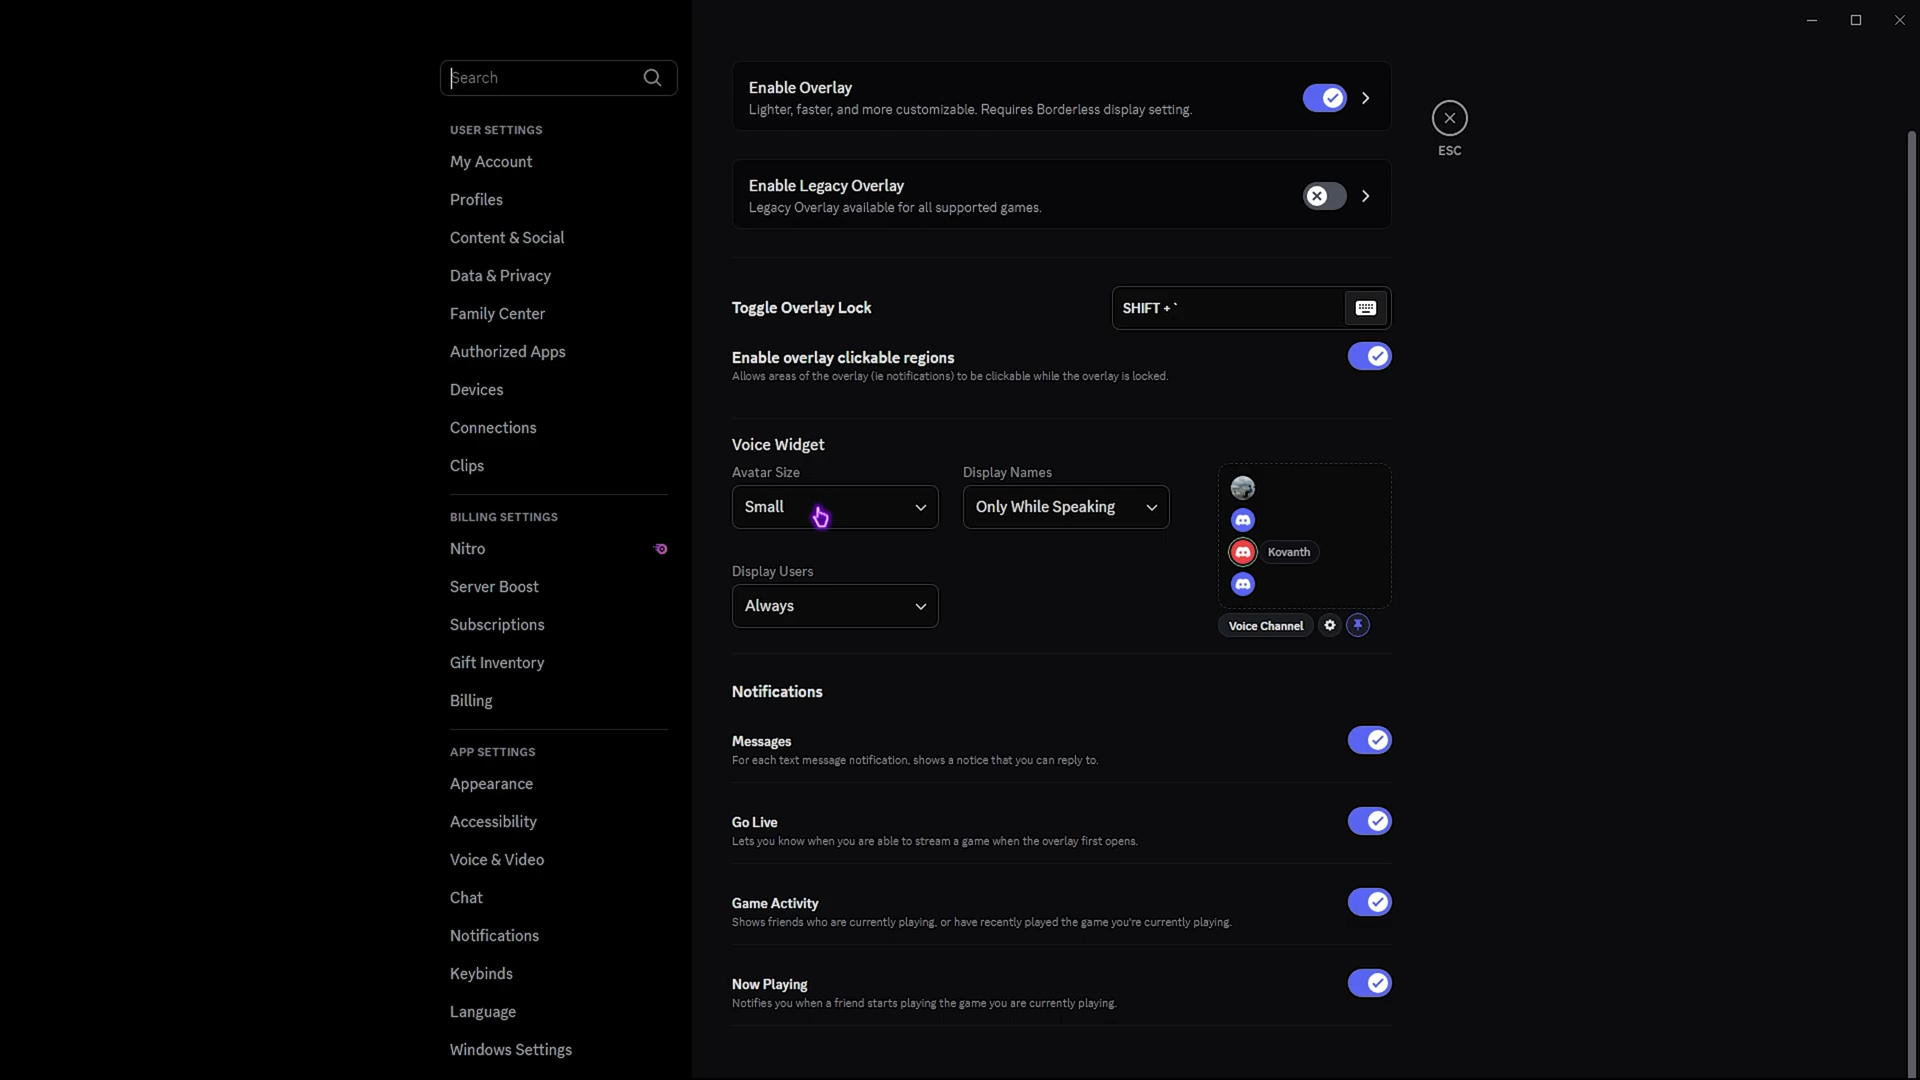 Search
USER SETTINGS
My Account
Profiles
Content & Social
Data & Privacy
Family Center
Authorized Apps
Devices
Connections
Clips
BILLING SETTINGS
Nitro
Server Boost
Subscriptions
Gift Inventory
Billing
APP SETTINGS
Appearance
Accessibility
Voice & Video
Chat
Notifications
Keybinds
Language
Windows Settings
Enable Overlay
Lighter, faster, and more customizable. Requires Borderless display setting.
Enable Legacy Overlay
Legacy Overlay available for all supported games.
Toggle Overlay Lock
SHIFT + `
Enable overlay clickable regions
Allows areas of the overlay (ie notifications) to be clickable while the overlay is locked.
Voice Widget
Avatar Size
Display Names
Small
Only While Speaking
Display Users
Always
Kovanth
Voice Channel
Notifications
Messages
For each text message notification, shows a notice that you can reply to.
Go Live
Lets you know when you are able to stream a game when the overlay first opens.
Game Activity
Shows friends who are currently playing, or have recently played the game you're currently playing.
Now Playing
Notifies you when a friend starts playing the game you are currently playing.
ESC